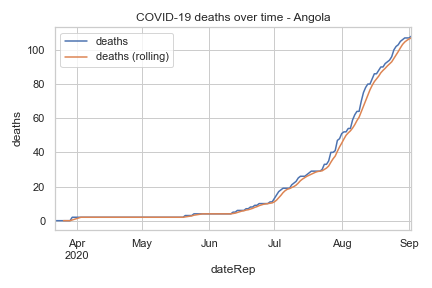 COVID-19 deaths over time - Angola
deaths
deaths (rolling)
100
80
60
40
20
0
deaths
Apr May Jun Jul Aug Sep
2020
dateRep